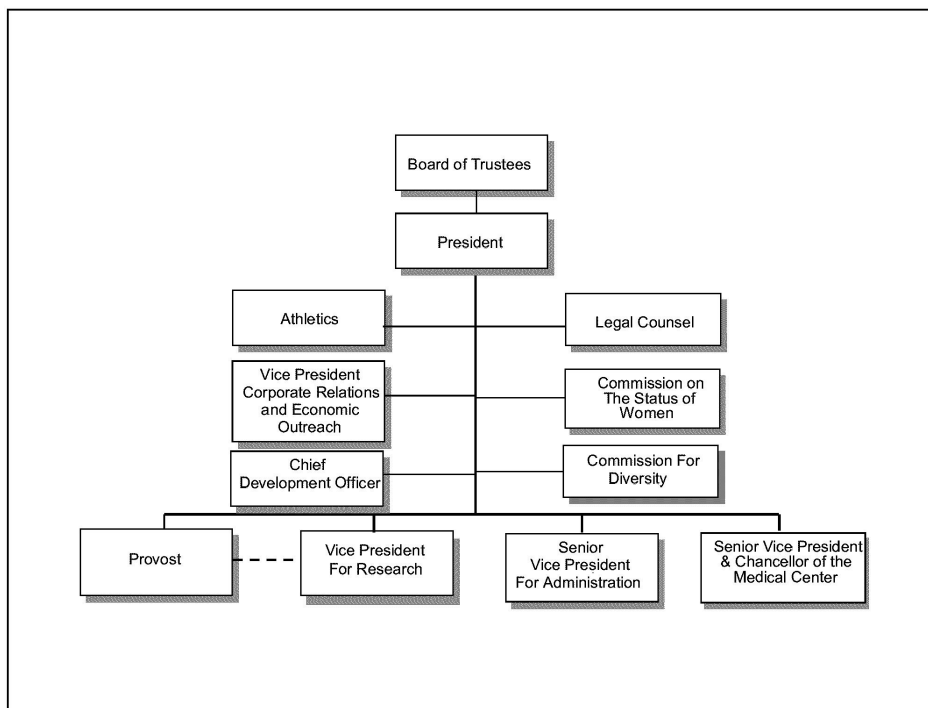 Board of Trustees
President
Athletics
Legal Counsel
Vice President
Corporate Relations
and Economic
Outreach
Commission on
The Status of
Women
Chief
Development Officer
Commission For
Diversity
Provost
Vice President
For Research
Senior
Vice President
For Administration
Senior Vice President
& Chancellor of the
Medical Center